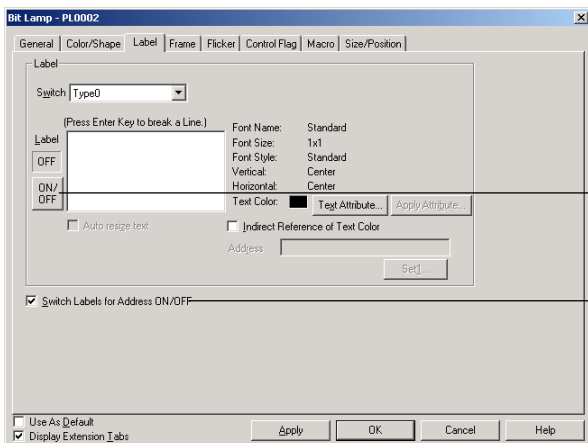 Bit Lamp - PL0002
General Color/Shape Label Frame Flicker Control Flag Macro Size/Position
Label
Switch Type0
(Press Enter Key to break a Line.)
Label
OFF
ON/
OFF
Font Name: Standard
Font Size: 1x1
Font Style: Standard
Vertical: Center
Horizontal: Center
Text Color: Text Attribute... Apply Attribute...
Auto resize text
Indirect Reference of Text Color
Address
Set1...
Switch Labels for Address ON/OFF
Use As Default
Display Extension Tabs
Apply OK Cancel Help